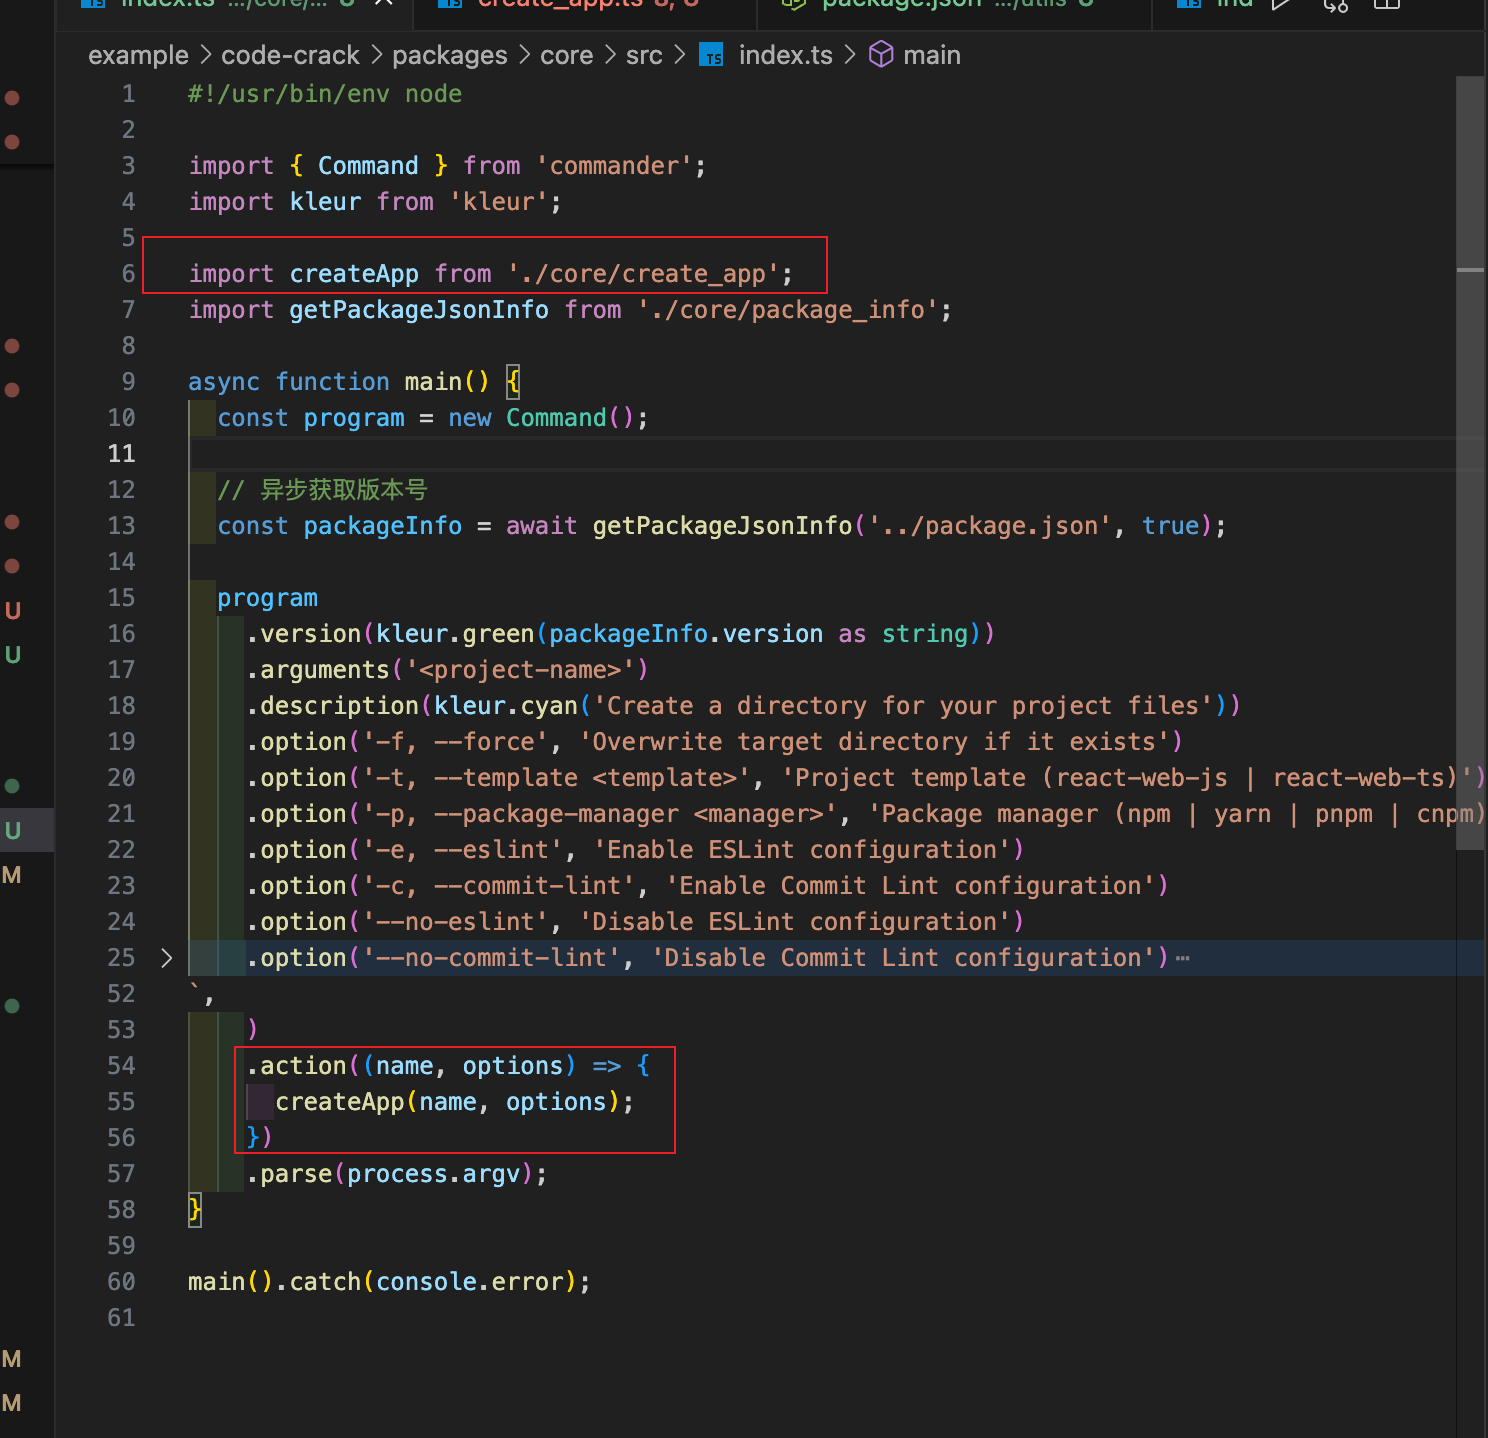 index.ts …/core/… U
create_app.ts 8, U
package.json …/utils U
ind
example > code-crack > packages > core > src > TS index.ts > main
1 #!/usr/bin/env node
2
3 import { Command } from 'commander';
4 import kleur from 'kleur';
5
6 import createApp from './core/create_app';
7 import getPackageJsonInfo from './core/package_info';
8
9 async function main() {
10 const program = new Command();
11
12 // 异步获取版本号
13 const packageInfo = await getPackageJsonInfo('../package.json', true);
14
15 program
16 .version(kleur.green(packageInfo.version as string))
17 .arguments('<project-name>')
18 .description(kleur.cyan('Create a directory for your project files'))
19 .option('-f, --force', 'Overwrite target directory if it exists')
20 .option('-t, --template <template>', 'Project template (react-web-js | react-web-ts)')
21 .option('-p, --package-manager <manager>', 'Package manager (npm | yarn | pnpm | cnpm)
22 .option('-e, --eslint', 'Enable ESLint configuration')
23 .option('-c, --commit-lint', 'Enable Commit Lint configuration')
24 .option('--no-eslint', 'Disable ESLint configuration')
25 .option('--no-commit-lint', 'Disable Commit Lint configuration')…
52 `,
53 )
54 .action((name, options) => {
55 createApp(name, options);
56 })
57 .parse(process.argv);
58 }
59
60 main().catch(console.error);
61
U
U
U
M
M
M